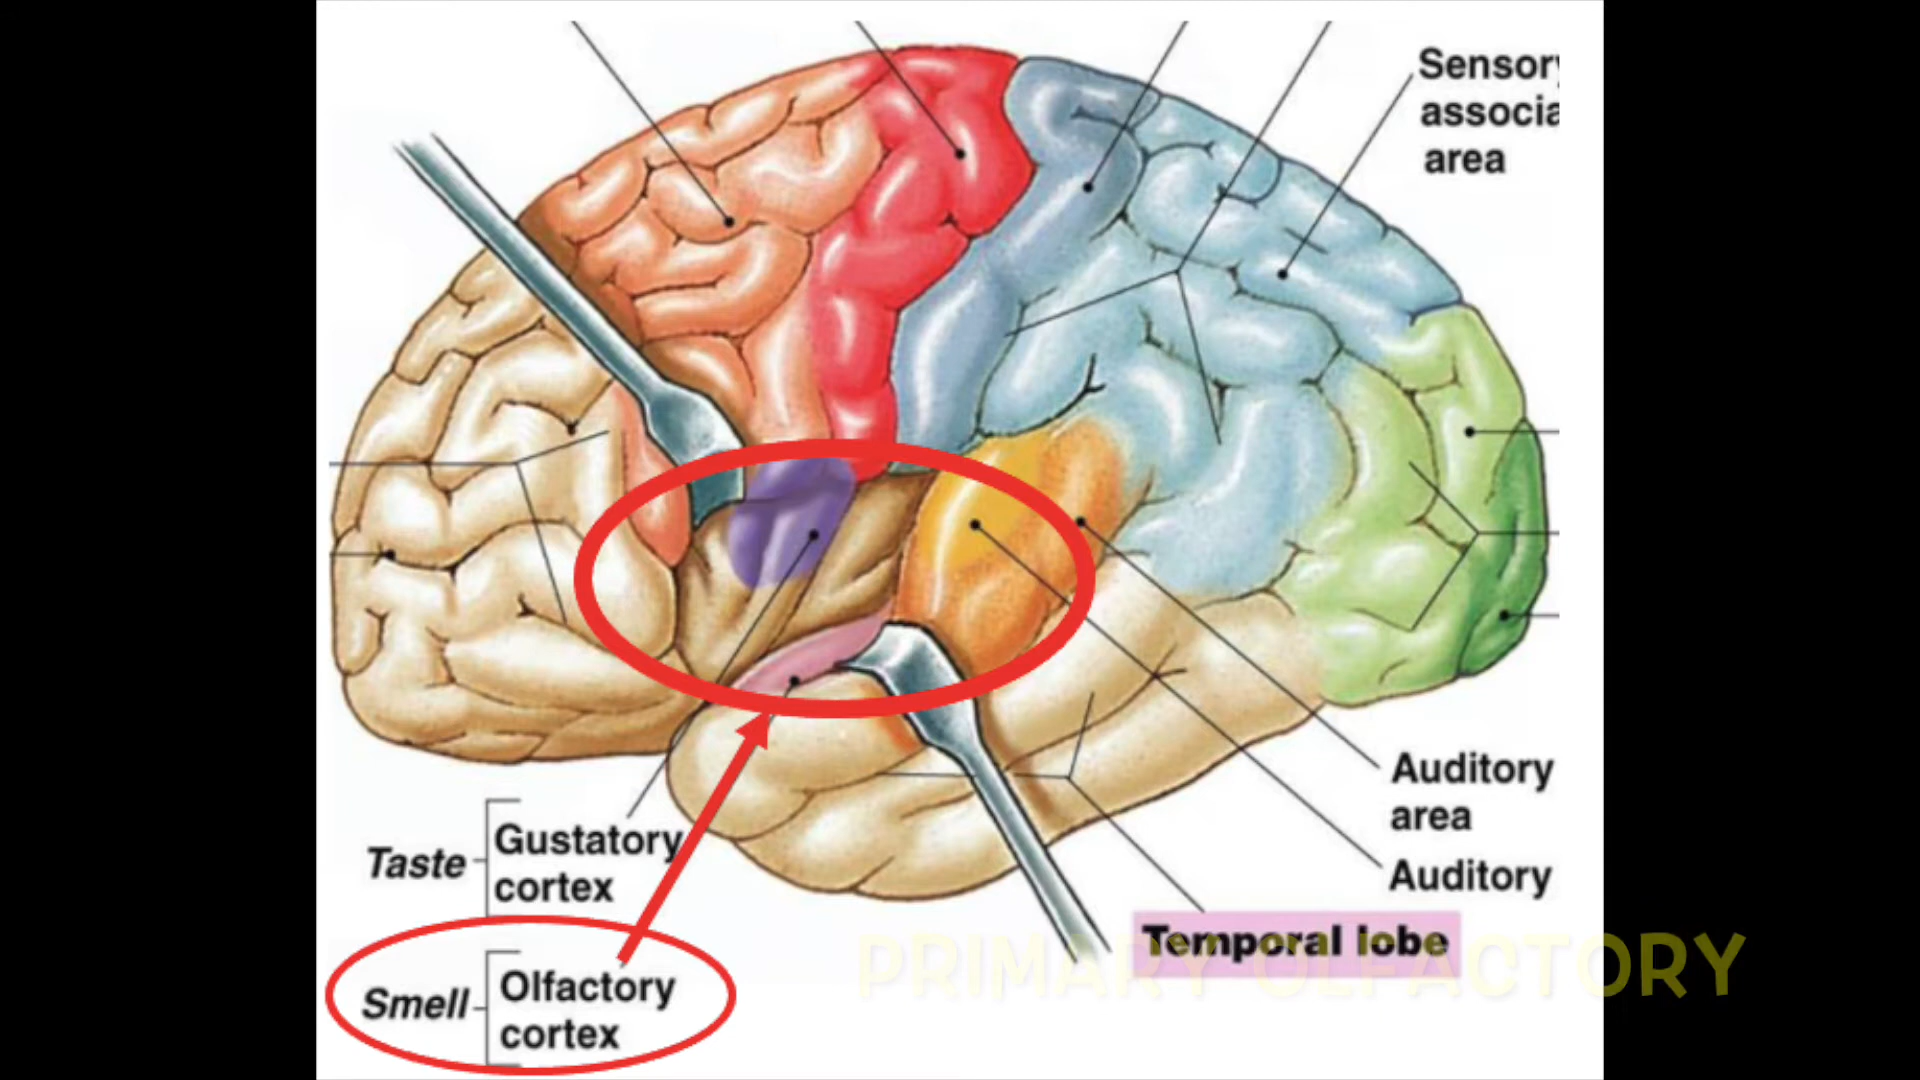 Sensory
associa
area
Auditory
area
Auditory
Taste
Gustatory
cortex
Temporal lobe
PRIMARY OLFACTORY
Smell
Olfactory
cortex